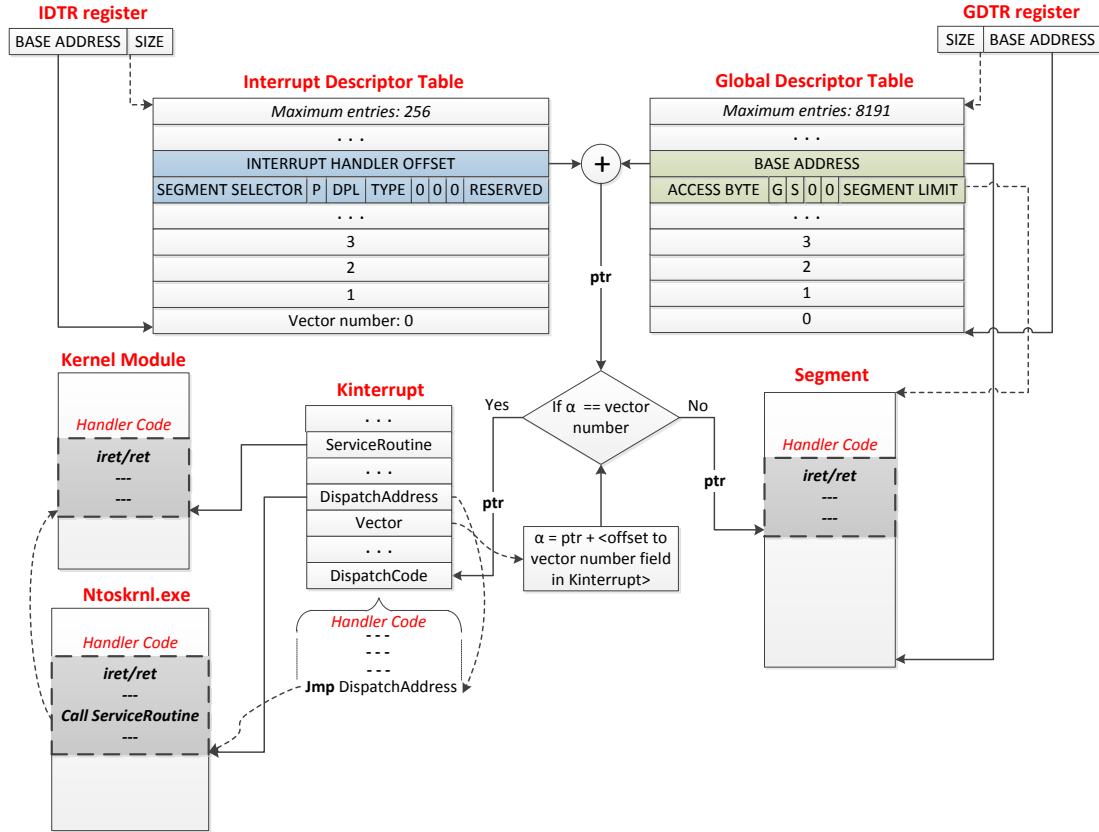 IDTR register
BASE ADDRESS SIZE
GDTR register
SIZE BASE ADDRESS
Interrupt Descriptor Table
Maximum entries: 256
. . .
INTERRUPT HANDLER OFFSET
SEGMENT SELECTOR P DPL TYPE 0 0 0 RESERVED
. . .
3
2
1
Vector number: 0
+
ptr
Global Descriptor Table
Maximum entries: 8191
. . .
BASE ADDRESS
ACCESS BYTE G S 0 0 SEGMENT LIMIT
. . .
3
2
1
0
Kernel Module
Handler Code
iret/ret
---
---
Kinterrupt
. . .
ServiceRoutine
. . .
DispatchAddress
Vector
. . .
DispatchCode
Handler Code
---
---
---
Jmp DispatchAddress
Yes
ptr
If α == vector
number
No
ptr
α = ptr + <offset to
vector number field
in Kinterrupt>
Segment
Handler Code
iret/ret
---
---
Ntoskrnl.exe
Handler Code
iret/ret
---
Call ServiceRoutine
---